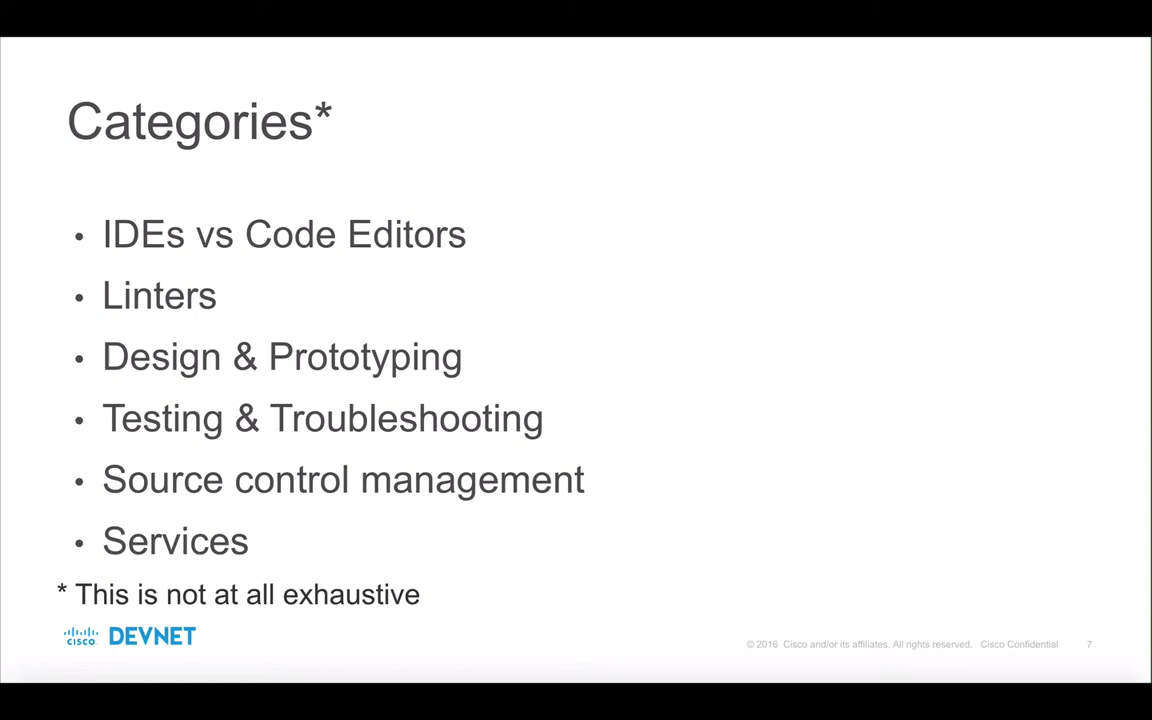 Categories*
• IDEs vs Code Editors
• Linters
• Design & Prototyping
• Testing & Troubleshooting
• Source control management
• Services
* This is not at all exhaustive
CISCO DEVNET
© 2016 Cisco and/or its affiliates. All rights reserved. Cisco Confidential 7